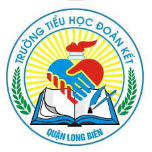 TRƯỜNG TIỂU HỌC ĐOÀN KẾT
QUẬN LONG BIÊN